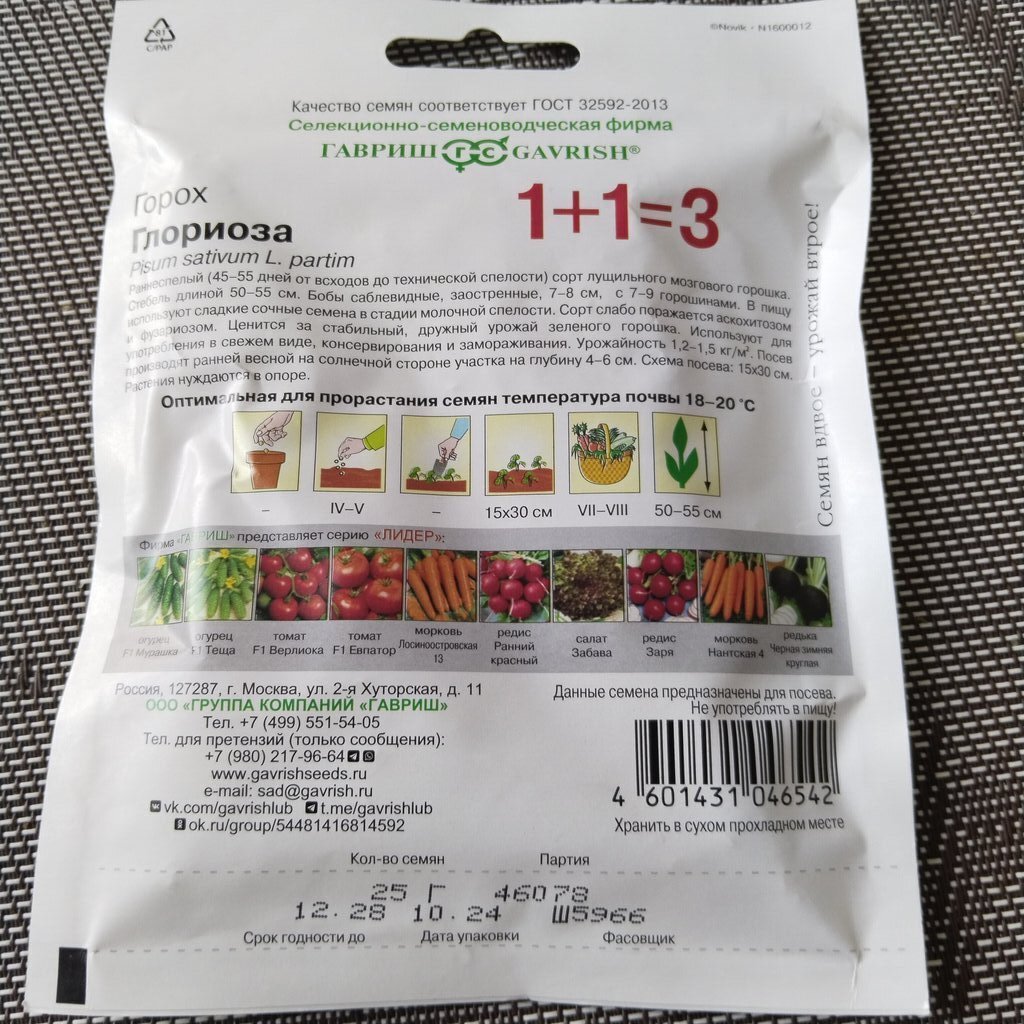 81
C/PAP
©Novik · N1600012
Качество семян соответствует ГОСТ 32592-2013
Селекционно-семеноводческая фирма
ГАВРИШ ГС GAVRISH®
Горох
1+1=3
Глориоза
Pisum sativum L. partim
Раннеспелый (45–55 дней от всходов до технической спелости) сорт лущильного мозгового горошка.
Стебель длиной 50–55 см. Бобы саблевидные, заостренные, 7–8 см, с 7–9 горошинами. В пищу
используют сладкие сочные семена в стадии молочной спелости. Сорт слабо поражается аскохитозом
и фузариозом. Ценится за стабильный, дружный урожай зеленого горошка. Используют для
употребления в свежем виде, консервирования и замораживания. Урожайность 1,2–1,5 кг/м². Посев
производят ранней весной на солнечной стороне участка на глубину 4–6 см. Схема посева: 15х30 см.
Растения нуждаются в опоре.
Семян вдвое – урожай втрое!
Оптимальная для прорастания семян температура почвы 18–20 °С
– IV–V – 15х30 см VII–VIII 50–55 см
Фирма «ГАВРИШ» представляет серию «ЛИДЕР»:
огурец F1 Мурашка
огурец F1 Теща
томат F1 Верлиока
томат F1 Евпатор
морковь Лосиноостровская 13
редис Ранний красный
салат Забава
редис Заря
морковь Нантская 4
редька Черная зимняя круглая
Россия, 127287, г. Москва, ул. 2-я Хуторская, д. 11
ООО «ГРУППА КОМПАНИЙ «ГАВРИШ»
Тел. +7 (499) 551-54-05
Тел. для претензий (только сообщения):
+7 (980) 217-96-64
www.gavrishseeds.ru
e-mail: sad@gavrish.ru
vk.com/gavrishlub t.me/gavrishlub
ok.ru/group/54481416814592
Данные семена предназначены для посева.
Не употреблять в пищу!
4 601431 046542
Хранить в сухом прохладном месте
Кол-во семян Партия
25 Г 46078
12.28 10.24 Ш5966
Срок годности до Дата упаковки Фасовщик